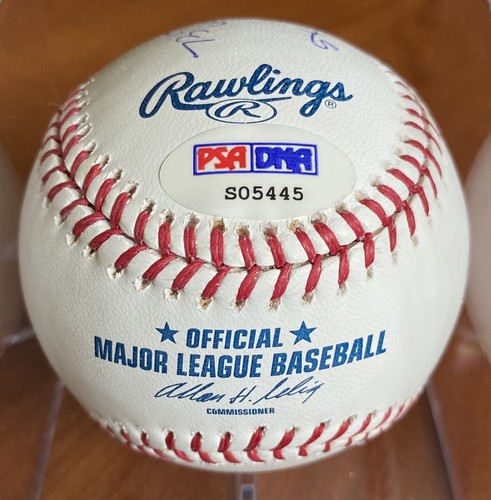 Rawlings
R
PSA DNA
S05445
OFFICIAL
MAJOR LEAGUE BASEBALL
Allan H. Selig
COMMISSIONER